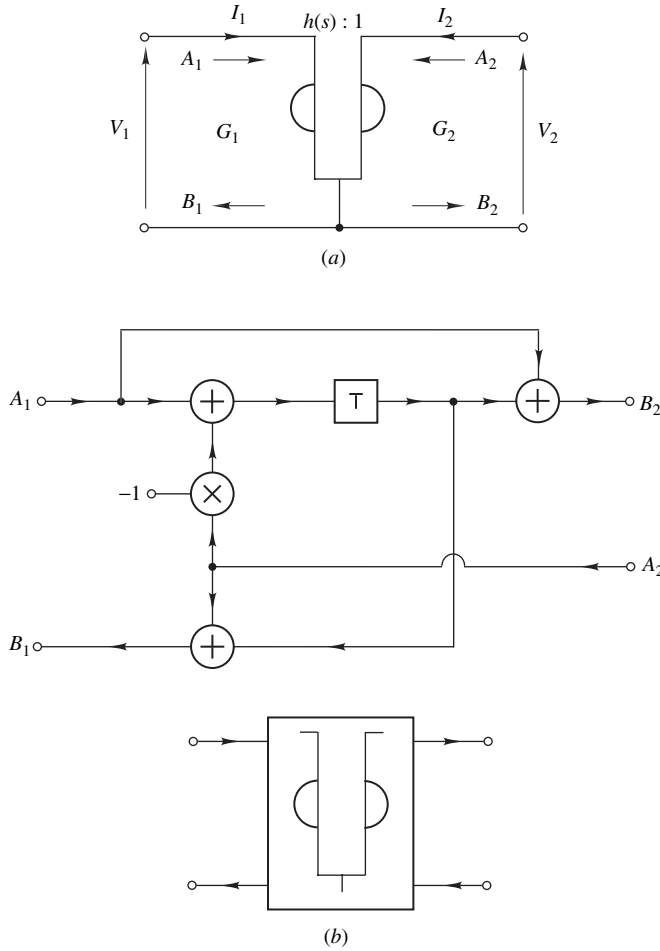 I₁ h(s) : 1 I₂
A₁ A₂
V₁ G₁ G₂ V₂
B₁ B₂
(a)
A₁ T B₂
−1
A₂
B₁
(b)